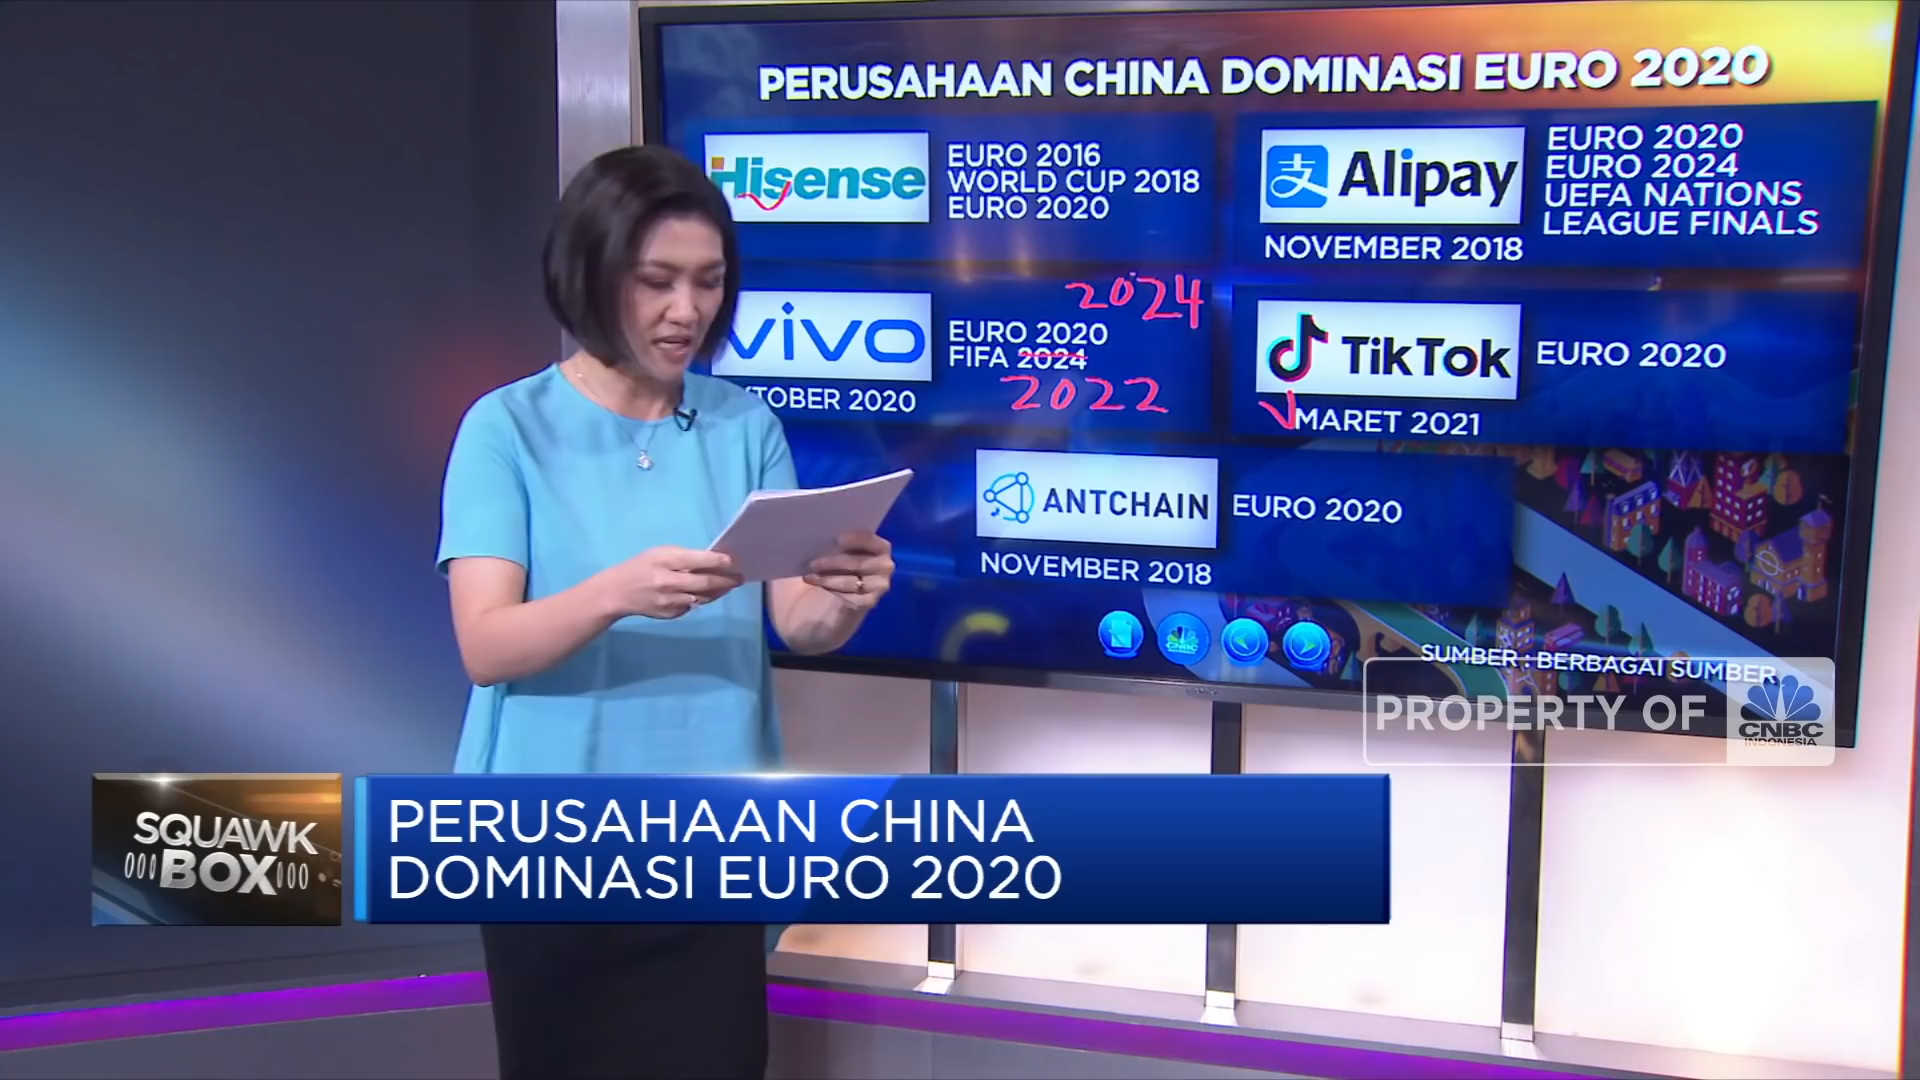 PERUSAHAAN CHINA DOMINASI EURO 2020
Hisense
EURO 2016
WORLD CUP 2018
EURO 2020
支 Alipay
EURO 2020
EURO 2024
UEFA NATIONS
LEAGUE FINALS
NOVEMBER 2018
vivo
2024
EURO 2020
FIFA 2024
2022
TOBER 2020
TikTok
EURO 2020
MARET 2021
ANTCHAIN
EURO 2020
NOVEMBER 2018
CNBC
SUMBER : BERBAGAI SUMBER
PROPERTY OF
CNBC
INDONESIA
SQUAWK
BOX
PERUSAHAAN CHINA
DOMINASI EURO 2020